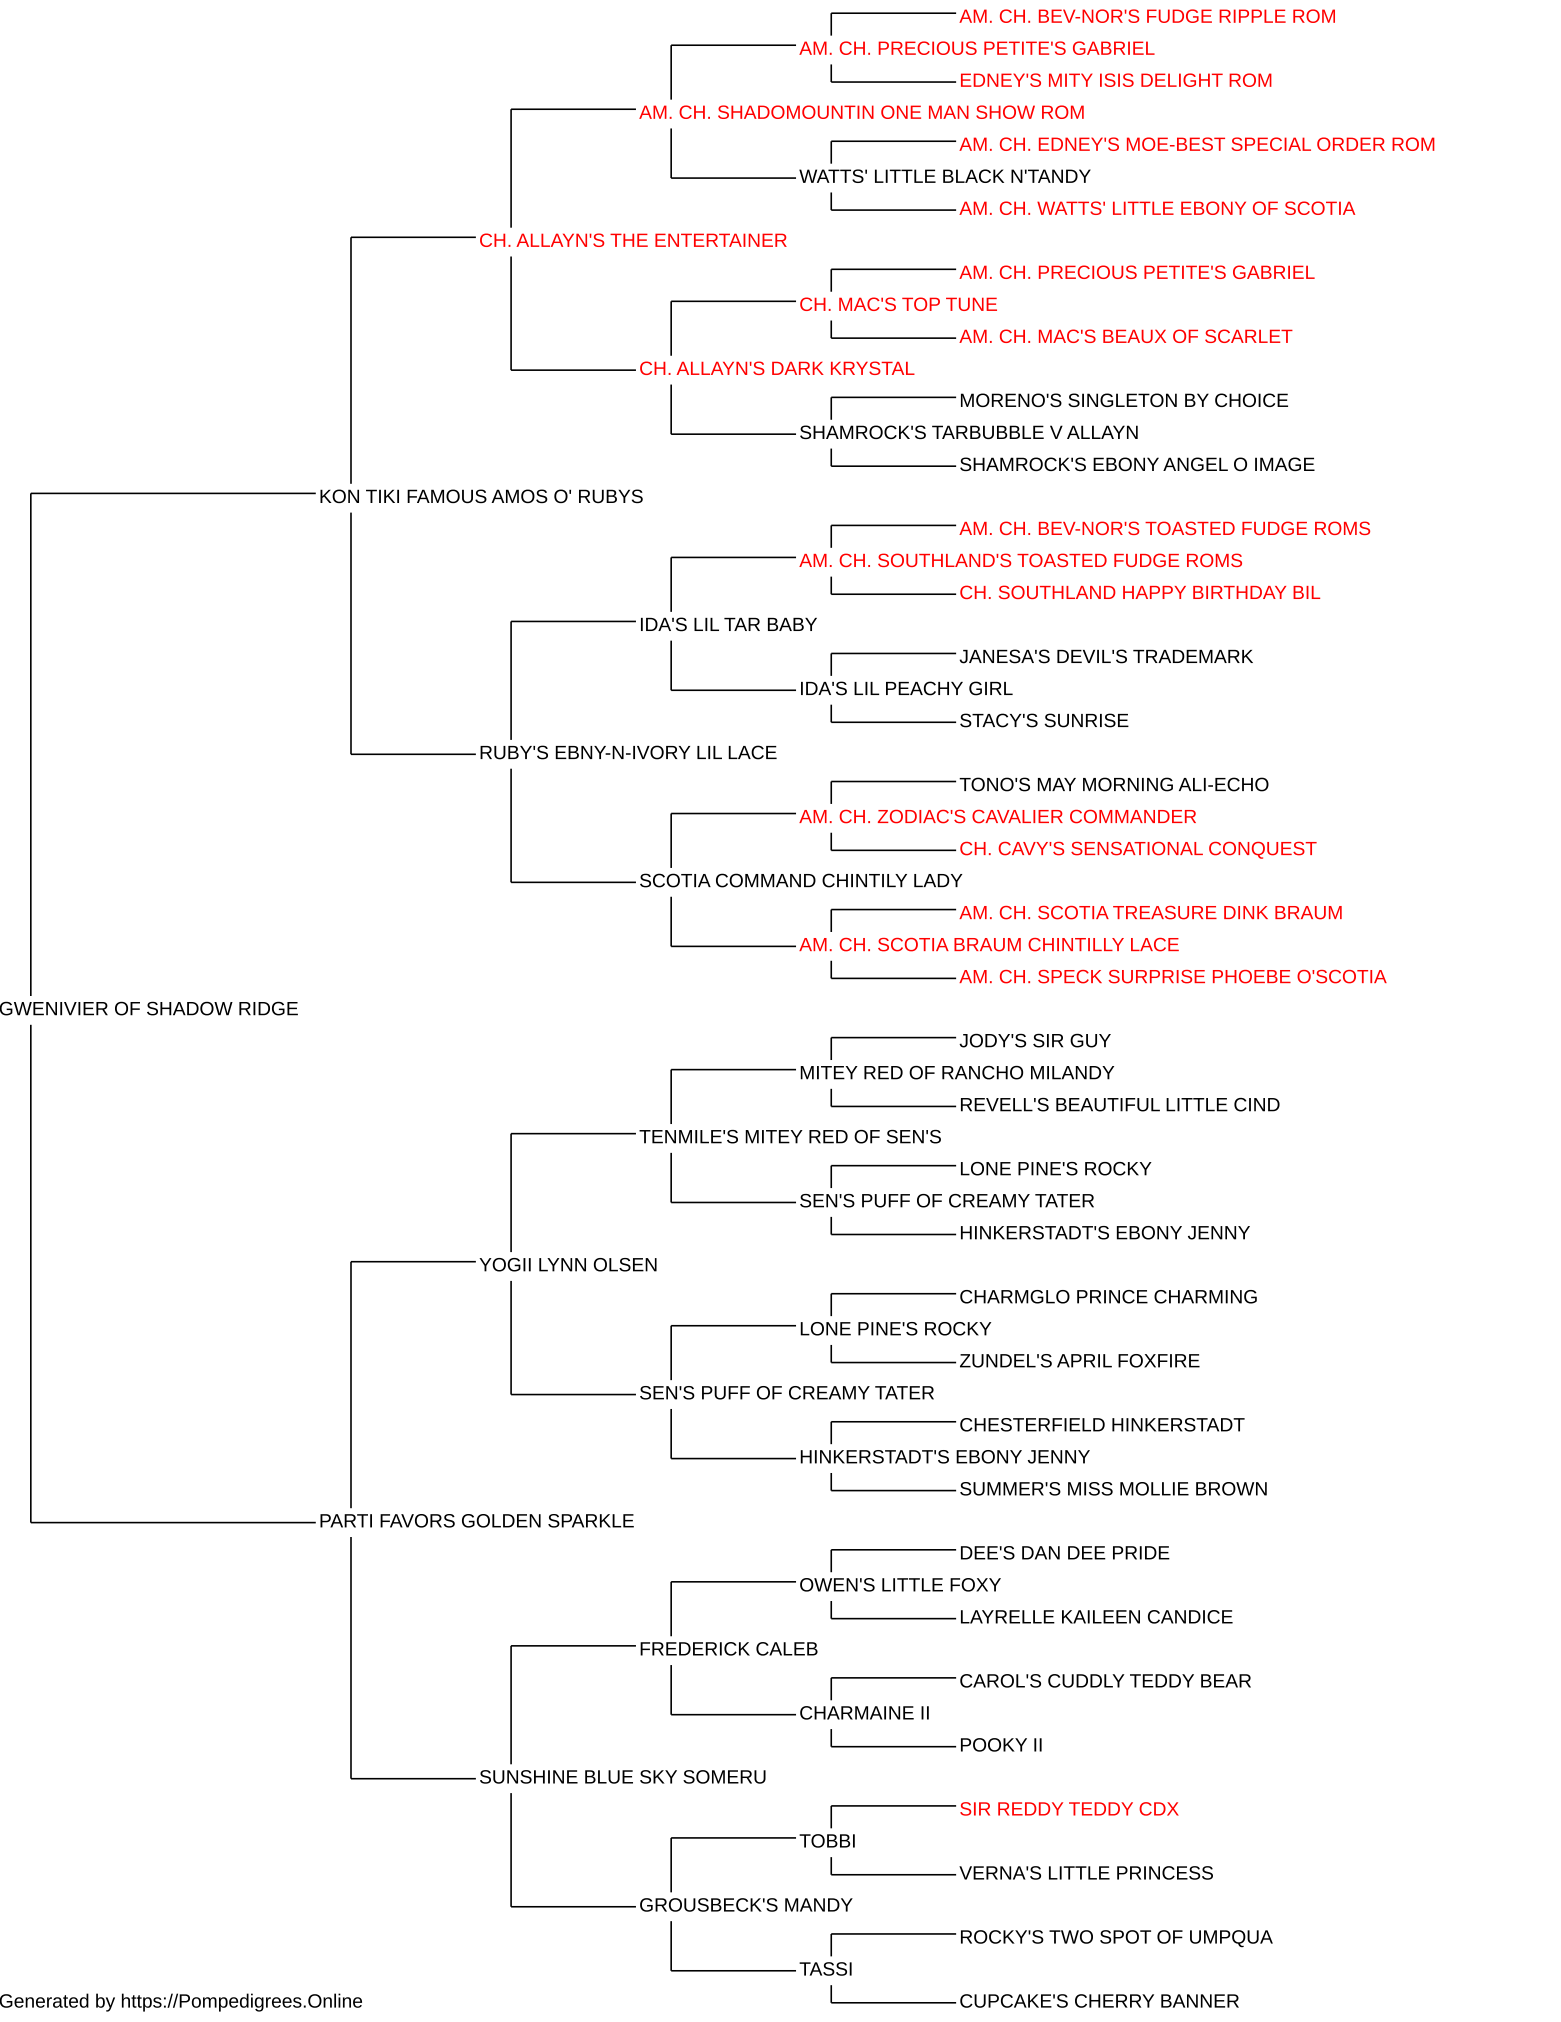 AM. CH. BEV-NOR'S FUDGE RIPPLE ROM
AM. CH. PRECIOUS PETITE'S GABRIEL
EDNEY'S MITY ISIS DELIGHT ROM
AM. CH. SHADOMOUNTIN ONE MAN SHOW ROM
AM. CH. EDNEY'S MOE-BEST SPECIAL ORDER ROM
WATTS' LITTLE BLACK N'TANDY
AM. CH. WATTS' LITTLE EBONY OF SCOTIA
CH. ALLAYN'S THE ENTERTAINER
AM. CH. PRECIOUS PETITE'S GABRIEL
CH. MAC'S TOP TUNE
AM. CH. MAC'S BEAUX OF SCARLET
CH. ALLAYN'S DARK KRYSTAL
MORENO'S SINGLETON BY CHOICE
SHAMROCK'S TARBUBBLE V ALLAYN
SHAMROCK'S EBONY ANGEL O IMAGE
KON TIKI FAMOUS AMOS O' RUBYS
AM. CH. BEV-NOR'S TOASTED FUDGE ROMS
AM. CH. SOUTHLAND'S TOASTED FUDGE ROMS
CH. SOUTHLAND HAPPY BIRTHDAY BIL
IDA'S LIL TAR BABY
JANESA'S DEVIL'S TRADEMARK
IDA'S LIL PEACHY GIRL
STACY'S SUNRISE
RUBY'S EBNY-N-IVORY LIL LACE
TONO'S MAY MORNING ALI-ECHO
AM. CH. ZODIAC'S CAVALIER COMMANDER
CH. CAVY'S SENSATIONAL CONQUEST
SCOTIA COMMAND CHINTILY LADY
AM. CH. SCOTIA TREASURE DINK BRAUM
AM. CH. SCOTIA BRAUM CHINTILLY LACE
AM. CH. SPECK SURPRISE PHOEBE O'SCOTIA
GWENIVIER OF SHADOW RIDGE
JODY'S SIR GUY
MITEY RED OF RANCHO MILANDY
REVELL'S BEAUTIFUL LITTLE CIND
TENMILE'S MITEY RED OF SEN'S
LONE PINE'S ROCKY
SEN'S PUFF OF CREAMY TATER
HINKERSTADT'S EBONY JENNY
YOGII LYNN OLSEN
CHARMGLO PRINCE CHARMING
LONE PINE'S ROCKY
ZUNDEL'S APRIL FOXFIRE
SEN'S PUFF OF CREAMY TATER
CHESTERFIELD HINKERSTADT
HINKERSTADT'S EBONY JENNY
SUMMER'S MISS MOLLIE BROWN
PARTI FAVORS GOLDEN SPARKLE
DEE'S DAN DEE PRIDE
OWEN'S LITTLE FOXY
LAYRELLE KAILEEN CANDICE
FREDERICK CALEB
CAROL'S CUDDLY TEDDY BEAR
CHARMAINE II
POOKY II
SUNSHINE BLUE SKY SOMERU
SIR REDDY TEDDY CDX
TOBBI
VERNA'S LITTLE PRINCESS
GROUSBECK'S MANDY
ROCKY'S TWO SPOT OF UMPQUA
TASSI
CUPCAKE'S CHERRY BANNER
Generated by https://Pompedigrees.Online